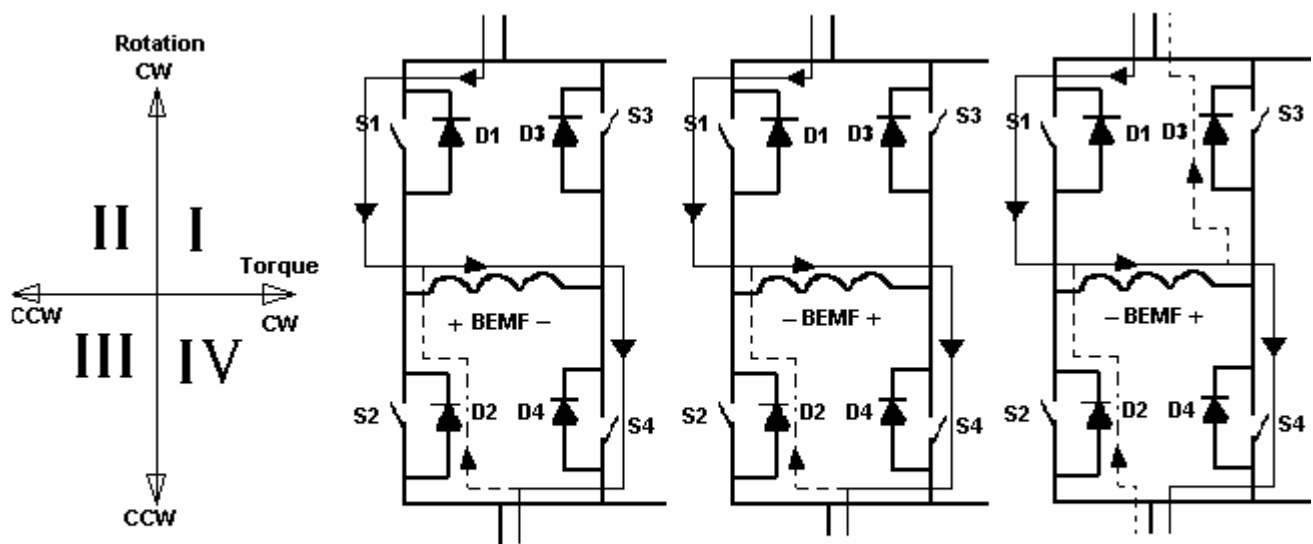 Rotation
CW
II I
Torque
CCW
CW
III IV
CCW
S1 D1 D3 S3
+ BEMF −
S2 D2 D4 S4
S1 D1 D3 S3
− BEMF +
S2 D2 D4 S4
S1 D1 D3 S3
− BEMF +
S2 D2 D4 S4